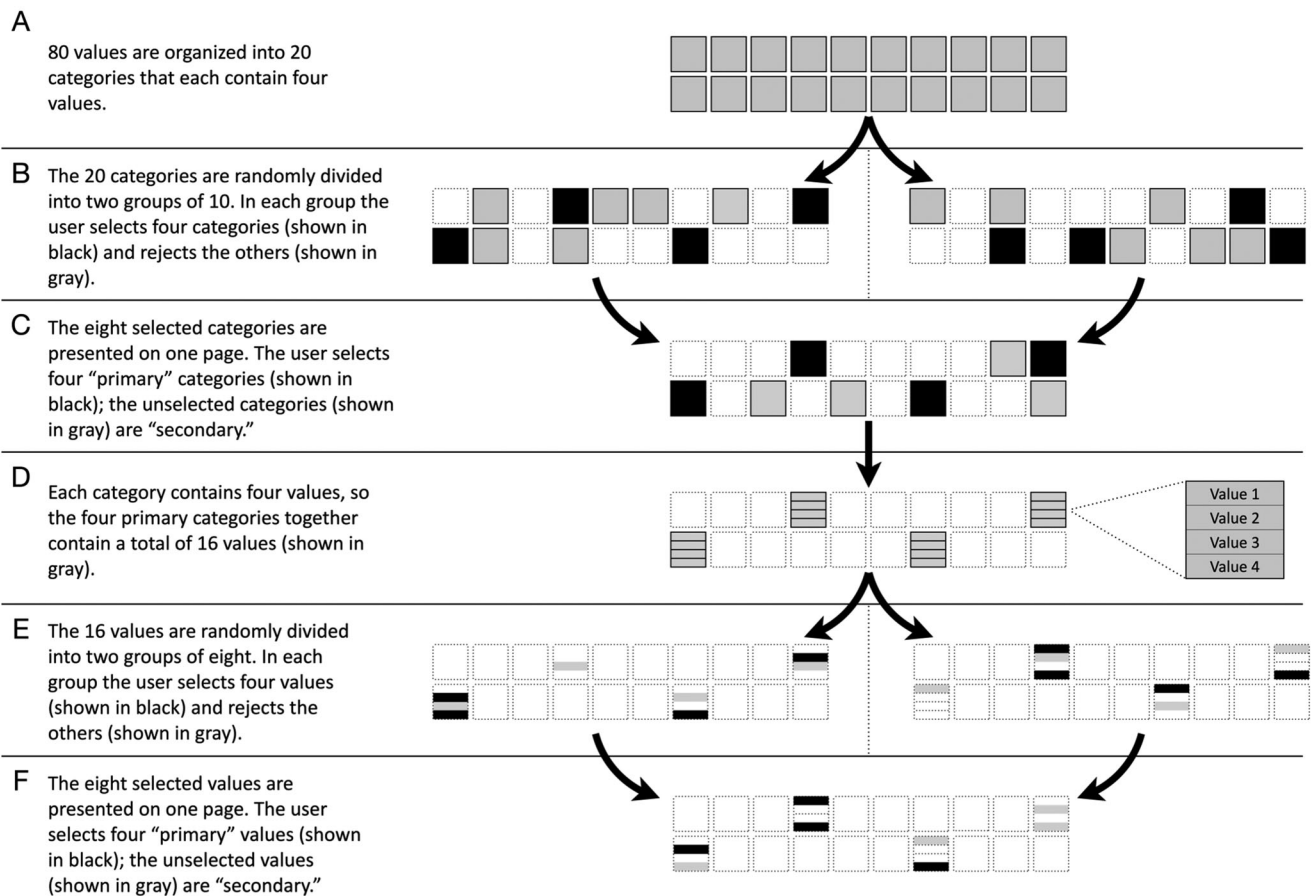 A
80 values are organized into 20
categories that each contain four
values.
B
The 20 categories are randomly divided
into two groups of 10. In each group the
user selects four categories (shown in
black) and rejects the others (shown in
gray).
C
The eight selected categories are
presented on one page. The user selects
four “primary” categories (shown in
black); the unselected categories (shown
in gray) are “secondary.”
D
Each category contains four values, so
the four primary categories together
contain a total of 16 values (shown in
gray).
Value 1
Value 2
Value 3
Value 4
E
The 16 values are randomly divided
into two groups of eight. In each
group the user selects four values
(shown in black) and rejects the
others (shown in gray).
F
The eight selected values are
presented on one page. The user
selects four “primary” values (shown
in black); the unselected values
(shown in gray) are “secondary.”